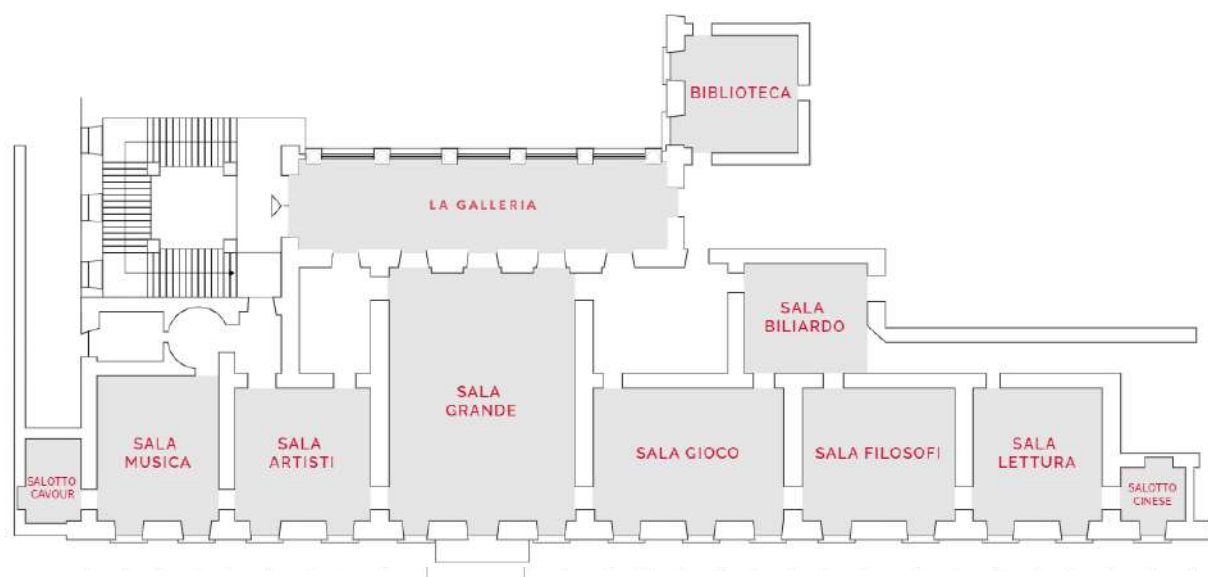 BIBLIOTECA
LA GALLERIA
SALA
BILIARDO
SALA
GRANDE
SALA
MUSICA
SALA
ARTISTI
SALA GIOCO
SALA FILOSOFI
SALA
LETTURA
SALOTTO
CAVOUR
SALOTTO
CINESE